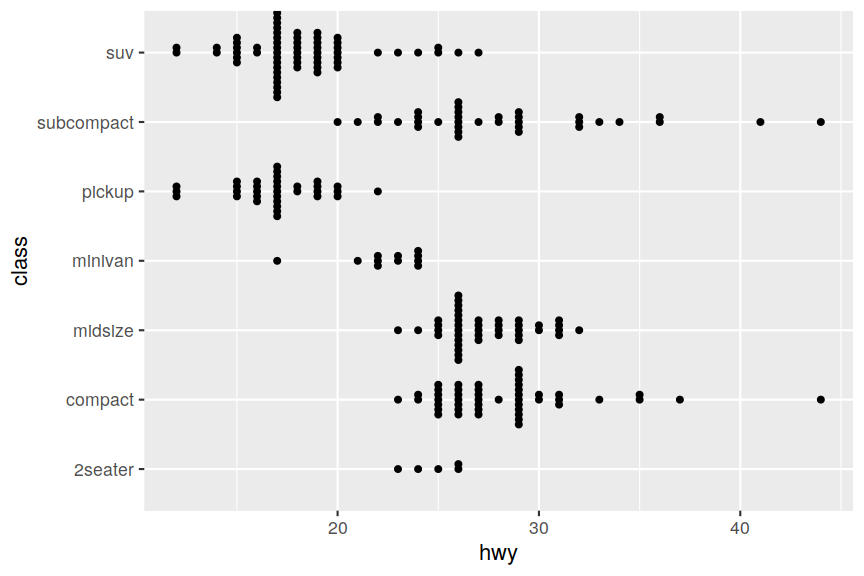 suv
subcompact
pickup
minivan
midsize
compact
2seater
class
20 30 40
hwy